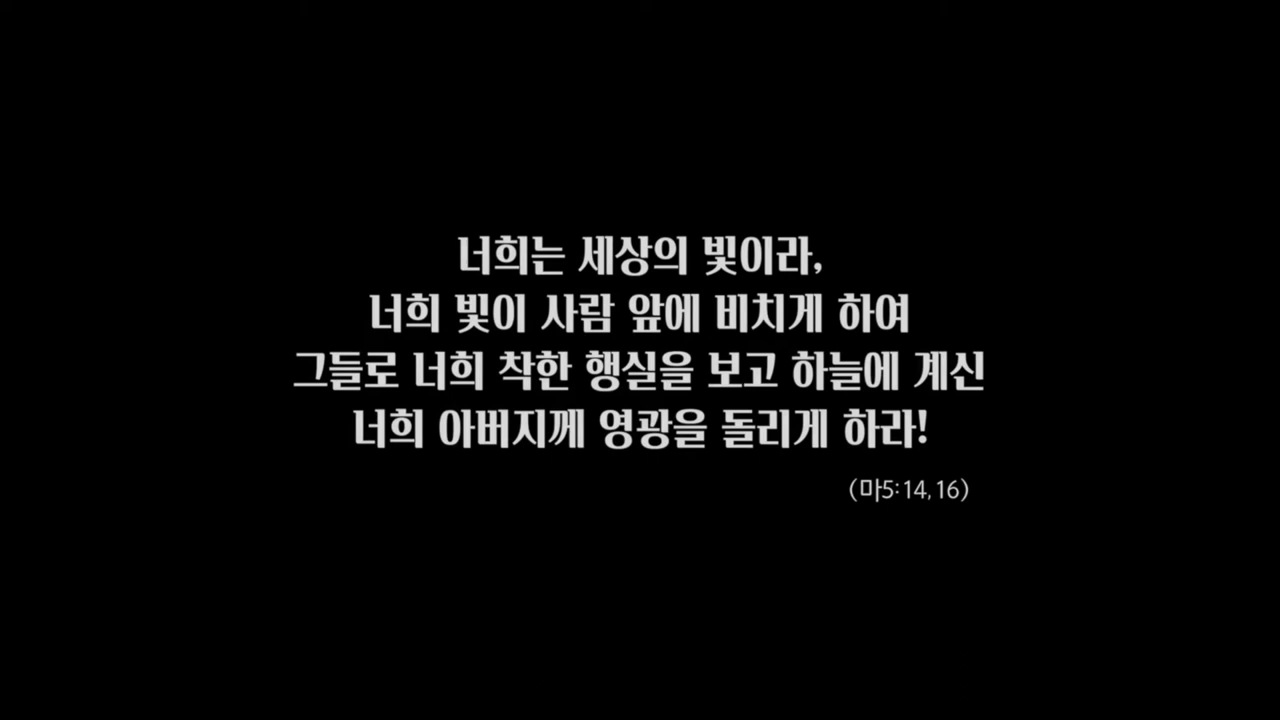 너희는 세상의 빛이라,
너희 빛이 사람 앞에 비치게 하여
그들로 너희 착한 행실을 보고 하늘에 계신
너희 아버지께 영광을 돌리게 하라!
(마5:14, 16)